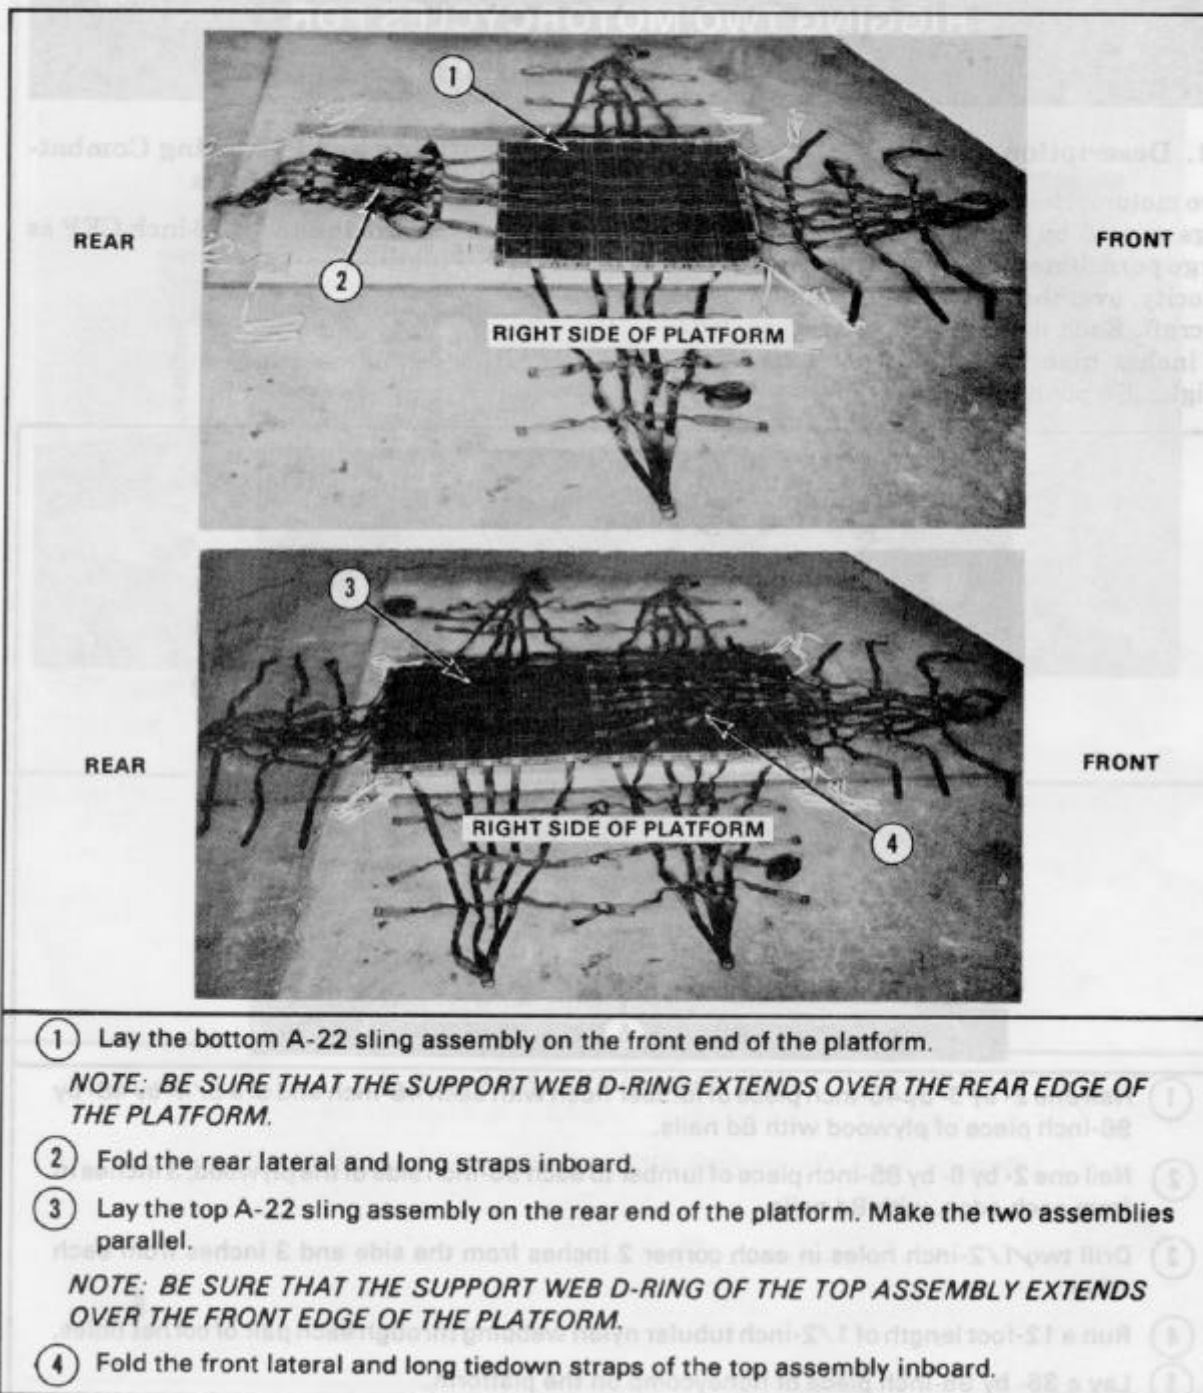 1
2
REAR
FRONT
RIGHT SIDE OF PLATFORM
3
REAR
FRONT
RIGHT SIDE OF PLATFORM
4
1 Lay the bottom A-22 sling assembly on the front end of the platform.
NOTE: BE SURE THAT THE SUPPORT WEB D-RING EXTENDS OVER THE REAR EDGE OF
THE PLATFORM.
2 Fold the rear lateral and long straps inboard.
3 Lay the top A-22 sling assembly on the rear end of the platform. Make the two assemblies
parallel.
NOTE: BE SURE THAT THE SUPPORT WEB D-RING OF THE TOP ASSEMBLY EXTENDS
OVER THE FRONT EDGE OF THE PLATFORM.
4 Fold the front lateral and long tiedown straps of the top assembly inboard.